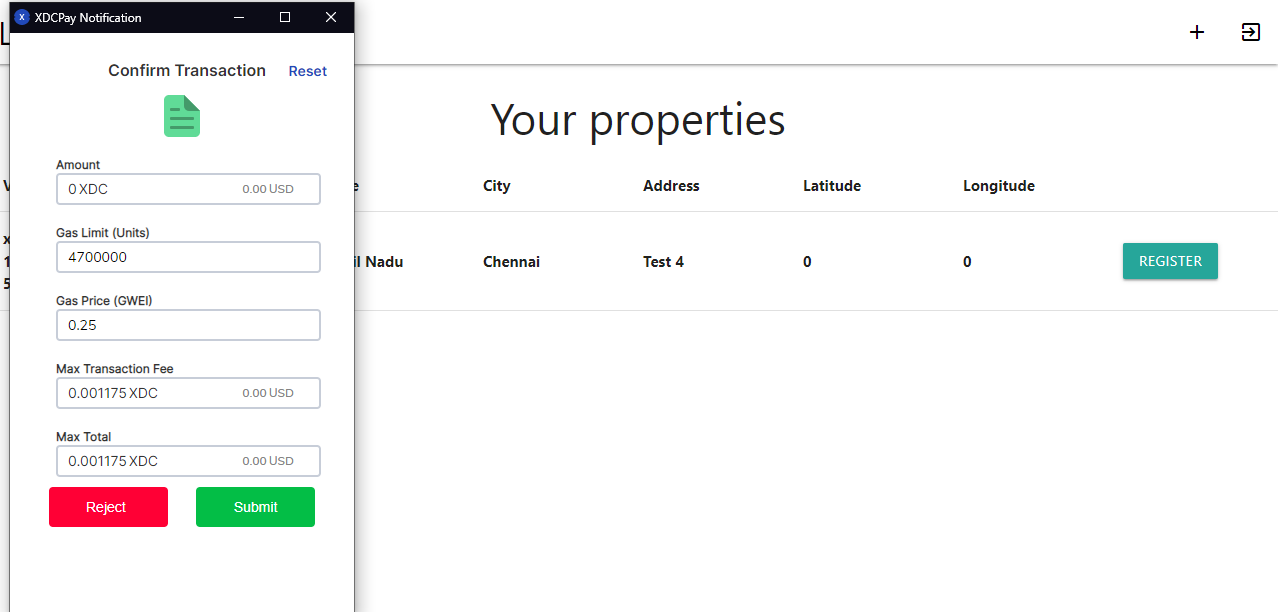 XDCPay Notification
Confirm Transaction Reset
Amount
0 XDC 0.00 USD
Gas Limit (Units)
4700000
Gas Price (GWEI)
0.25
Max Transaction Fee
0.001175 XDC 0.00 USD
Max Total
0.001175 XDC 0.00 USD
Reject Submit
Your properties
City Address Latitude Longitude
il Nadu Chennai Test 4 0 0 REGISTER